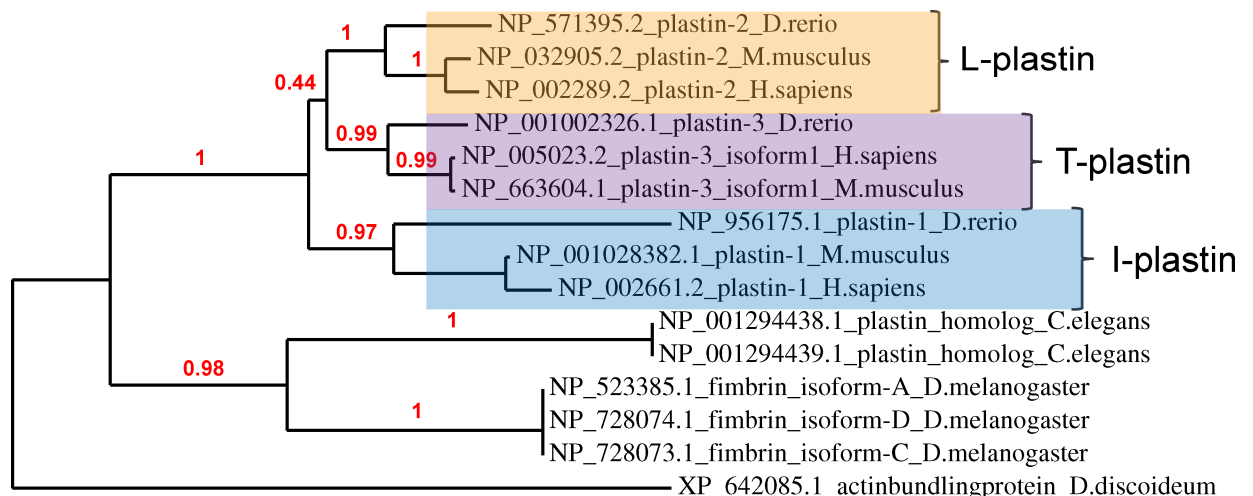 1
NP_571395.2_plastin-2_D.rerio
1
NP_032905.2_plastin-2_M.musculus
L-plastin
0.44
NP_002289.2_plastin-2_H.sapiens
NP_001002326.1_plastin-3_D.rerio
0.99
0.99
NP_005023.2_plastin-3_isoform1_H.sapiens
T-plastin
1
NP_663604.1_plastin-3_isoform1_M.musculus
NP_956175.1_plastin-1_D.rerio
0.97
NP_001028382.1_plastin-1_M.musculus
I-plastin
NP_002661.2_plastin-1_H.sapiens
1
NP_001294438.1_plastin_homolog_C.elegans
NP_001294439.1_plastin_homolog_C.elegans
0.98
NP_523385.1_fimbrin_isoform-A_D.melanogaster
1
NP_728074.1_fimbrin_isoform-D_D.melanogaster
NP_728073.1_fimbrin_isoform-C_D.melanogaster
XP_642085.1_actinbundlingprotein_D.discoideum